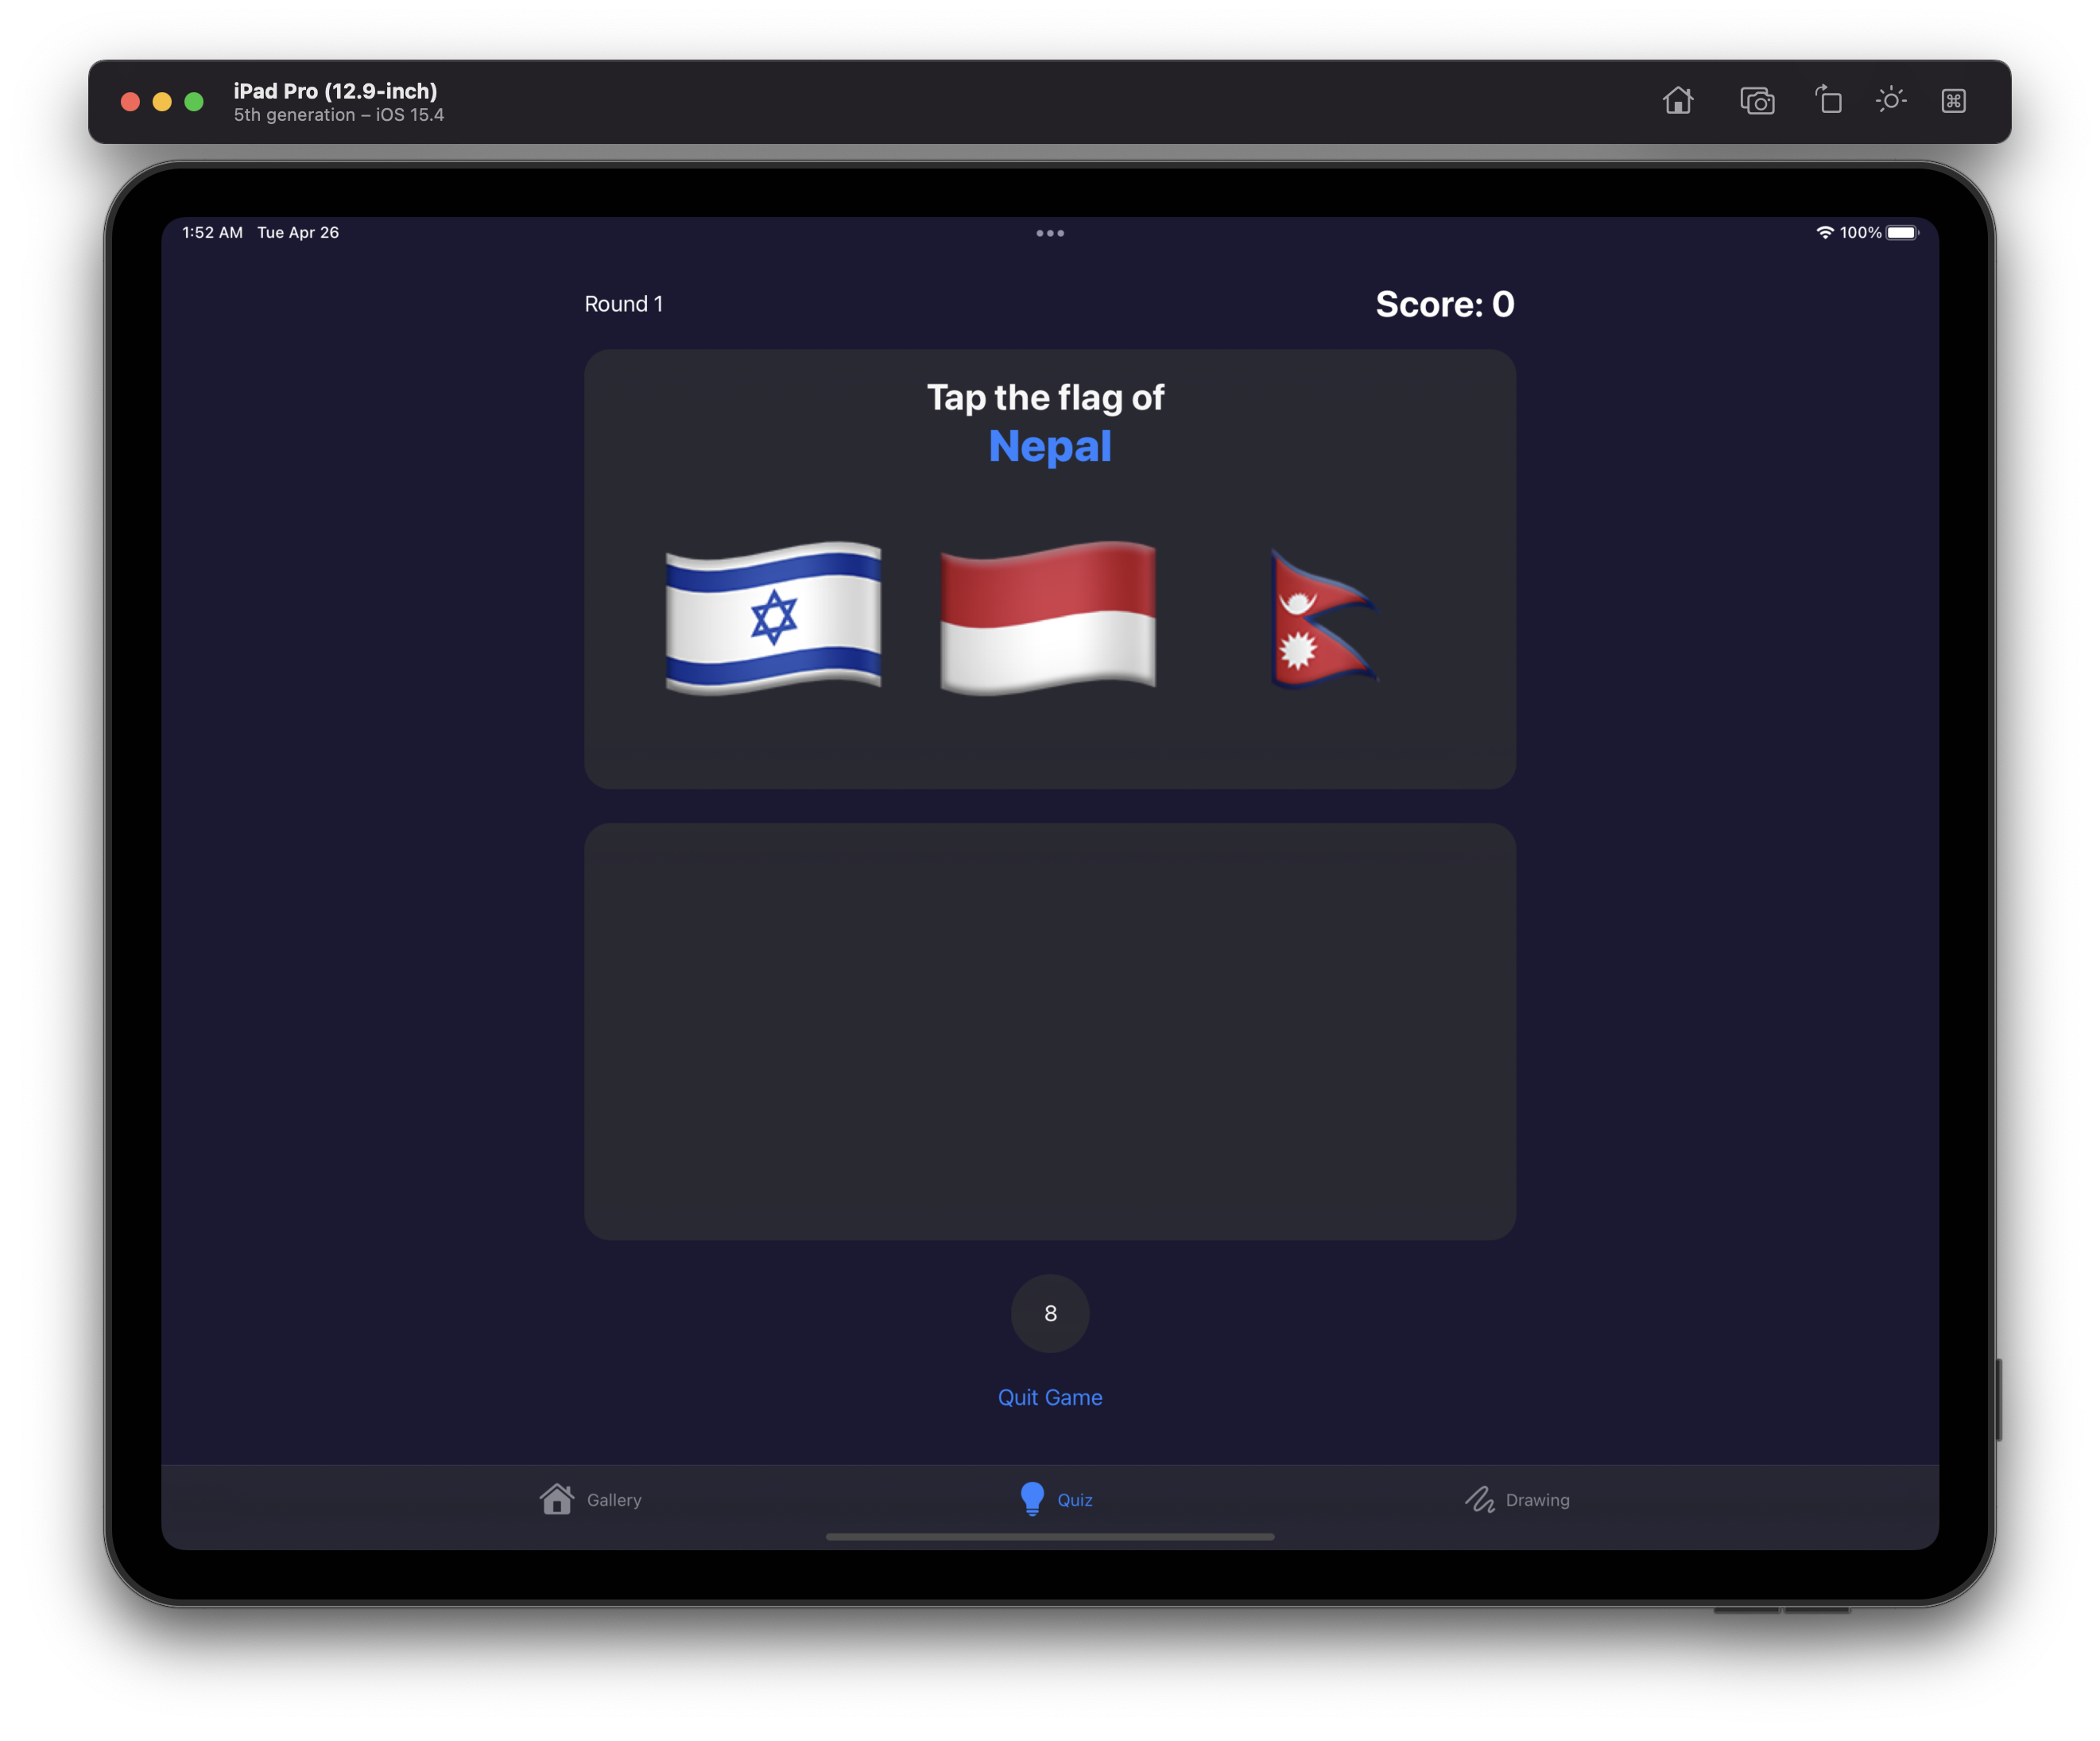 iPad Pro (12.9-inch)
5th generation – iOS 15.4
1:52 AM Tue Apr 26
100%
Round 1
Score: 0
Tap the flag of
Nepal
8
Quit Game
Gallery
Quiz
Drawing